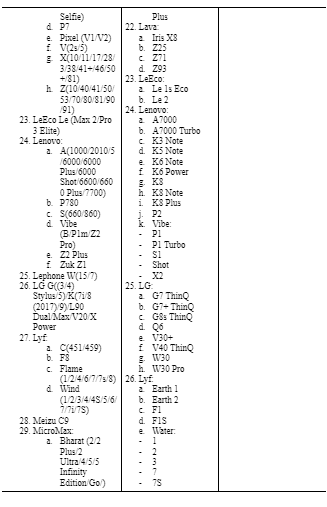 Selfie)
d. P7
e. Pixel (V1/V2)
f. V(2s/5)
g. X(10/11/17/28/
3/38/41+/46/50
+/81)
h. Z(10/40/41/50/
53/70/80/81/90
/91)
23. LeEco Le (Max 2/Pro
3 Elite)
24. Lenovo:
a. A(1000/2010/5
/6000/6000
Plus/6000
Shot/6600/660
0 Plus/7700)
b. P780
c. S(660/860)
d. Vibe
(B/P1m/Z2
Pro)
e. Z2 Plus
f. Zuk Z1
25. Lephone W(15/7)
26. LG G((3/4)
Stylus/5)/K(7i/8
(2017)/9)/L90
Dual/Max/V20/X
Power
27. Lyf:
a. C(451/459)
b. F8
c. Flame
(1/2/4/6/7/7s/8)
d. Wind
(1/2/3/4/4S/5/6/
7/7i/7S)
28. Meizu C9
29. MicroMax:
a. Bharat (2/2
Plus/2
Ultra/4/5/5
Infinity
Edition/Go/)
Plus
22. Lava:
a. Iris X8
b. Z25
c. Z71
d. Z93
23. LeEco:
a. Le 1s Eco
b. Le 2
24. Lenovo:
a. A7000
b. A7000 Turbo
c. K3 Note
d. K5 Note
e. K6 Note
f. K6 Power
g. K8
h. K8 Note
i. K8 Plus
j. P2
k. Vibe:
- P1
- P1 Turbo
- S1
- Shot
- X2
25. LG:
a. G7 ThinQ
b. G7+ ThinQ
c. G8s ThinQ
d. Q6
e. V30+
f. V40 ThinQ
g. W30
h. W30 Pro
26. Lyf:
a. Earth 1
b. Earth 2
c. F1
d. F1S
e. Water:
- 1
- 2
- 3
- 7
- 7S